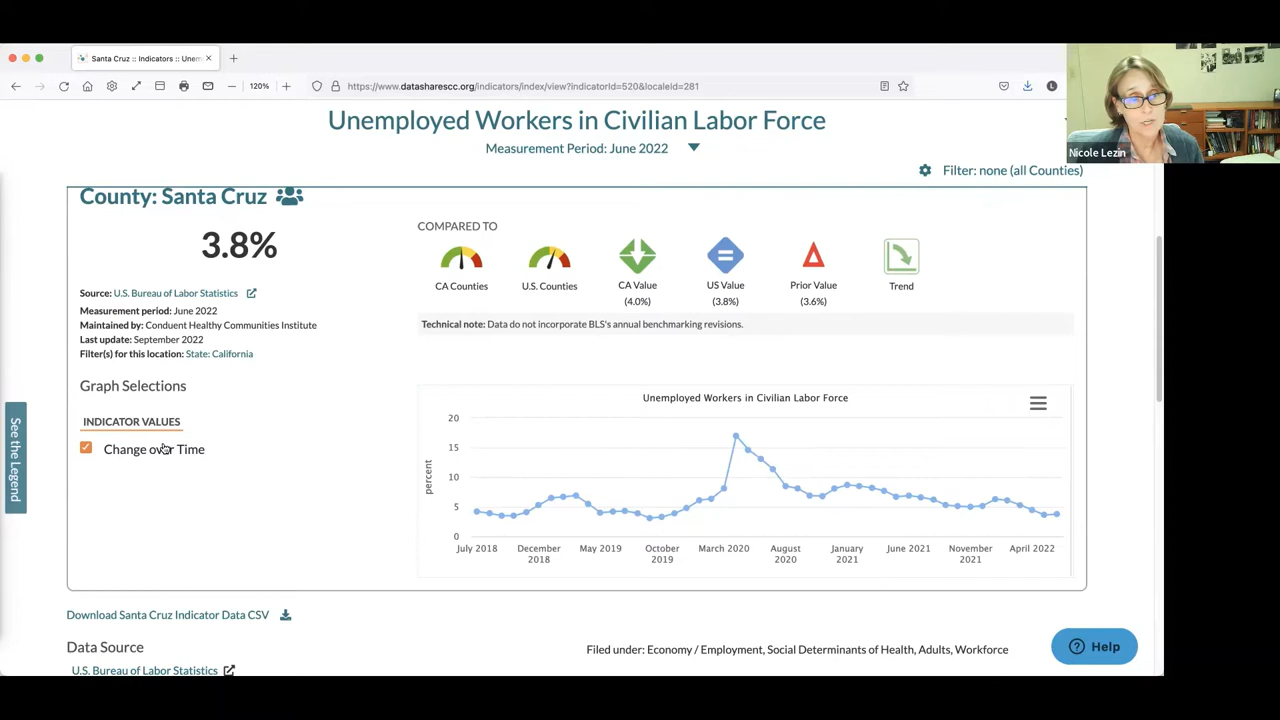 Santa Cruz :: Indicators :: Unem
120%
https://www.datasharescc.org/indicators/index/view?indicatorId=520&localeId=281
Nicole Lezin
Unemployed Workers in Civilian Labor Force
Measurement Period: June 2022
Filter: none (all Counties)
County: Santa Cruz
3.8%
Source: U.S. Bureau of Labor Statistics
Measurement period: June 2022
Maintained by: Conduent Healthy Communities Institute
Last update: September 2022
Filter(s) for this location: State: California
COMPARED TO
CA Counties
U.S. Counties
CA Value
(4.0%)
US Value
(3.8%)
Prior Value
(3.6%)
Trend
Technical note: Data do not incorporate BLS's annual benchmarking revisions.
Graph Selections
INDICATOR VALUES
Change over Time
See the Legend
Unemployed Workers in Civilian Labor Force
percent
20
15
10
5
0
July 2018
December 2018
May 2019
October 2019
March 2020
August 2020
January 2021
June 2021
November 2021
April 2022
Download Santa Cruz Indicator Data CSV
Data Source
U.S. Bureau of Labor Statistics
Filed under: Economy / Employment, Social Determinants of Health, Adults, Workforce
Help